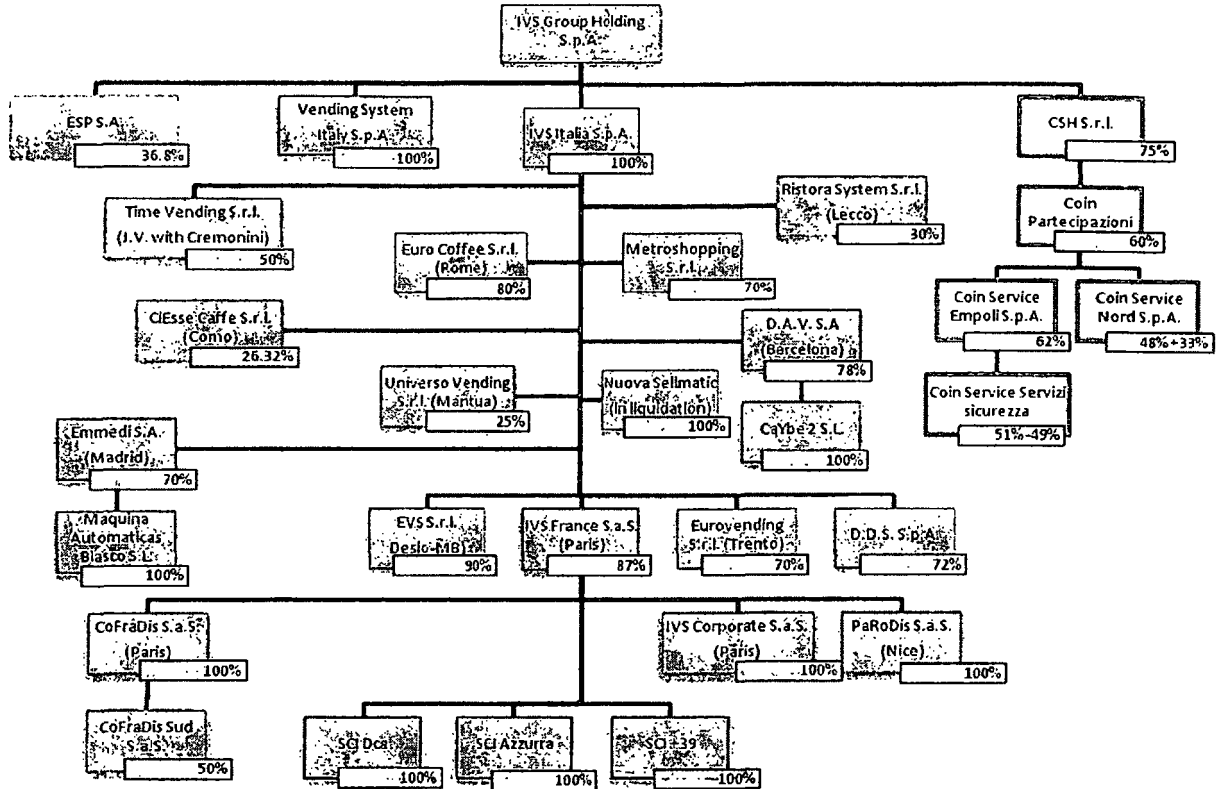 IVS Group Holding
S.p.A.
ESP S.A.
36.8%
Vending System
Italy S.p.A
100%
IVS Italia S.p.A.
100%
CSH S.r.l.
75%
Time Vending S.r.l.
(J.V. with Cremonini)
50%
Ristora System S.r.l.
(Lecco)
30%
Coin
Partecipazioni
60%
Euro Coffee S.r.l.
(Rome)
80%
Metroshopping
S.r.l.
70%
Coin Service
Empoli S.p.A.
62%
Coin Service
Nord S.p.A.
48%+33%
CiEsse Caffe S.r.l.
(Como)
26.32%
D.A.V. S.A
(Barcelona)
78%
Universo Vending
S.r.l. (Mantua)
25%
Nuova Sellmatic
(in liquidation)
100%
CaYbe 2 S.L.
100%
Coin Service Servizi
sicurezza
51%-49%
Emmedi S.A.
(Madrid)
70%
Maquina
Automaticas
Blasco S.L.
100%
EVS S.r.l.
Desio-MB)
90%
IVS France S.a.S.
(Paris)
87%
Eurovending
S.r.l. (Trento)
70%
D.D.S. S.p.A.
72%
CoFraDis S.a.S
(Paris)
100%
IVS Corporate S.a.S.
(Paris)
100%
PaRoDis S.a.S.
(Nice)
100%
CoFraDis Sud
S.a.S.
50%
SCI Dca
100%
SCI Azzurra
100%
SCI 39
100%